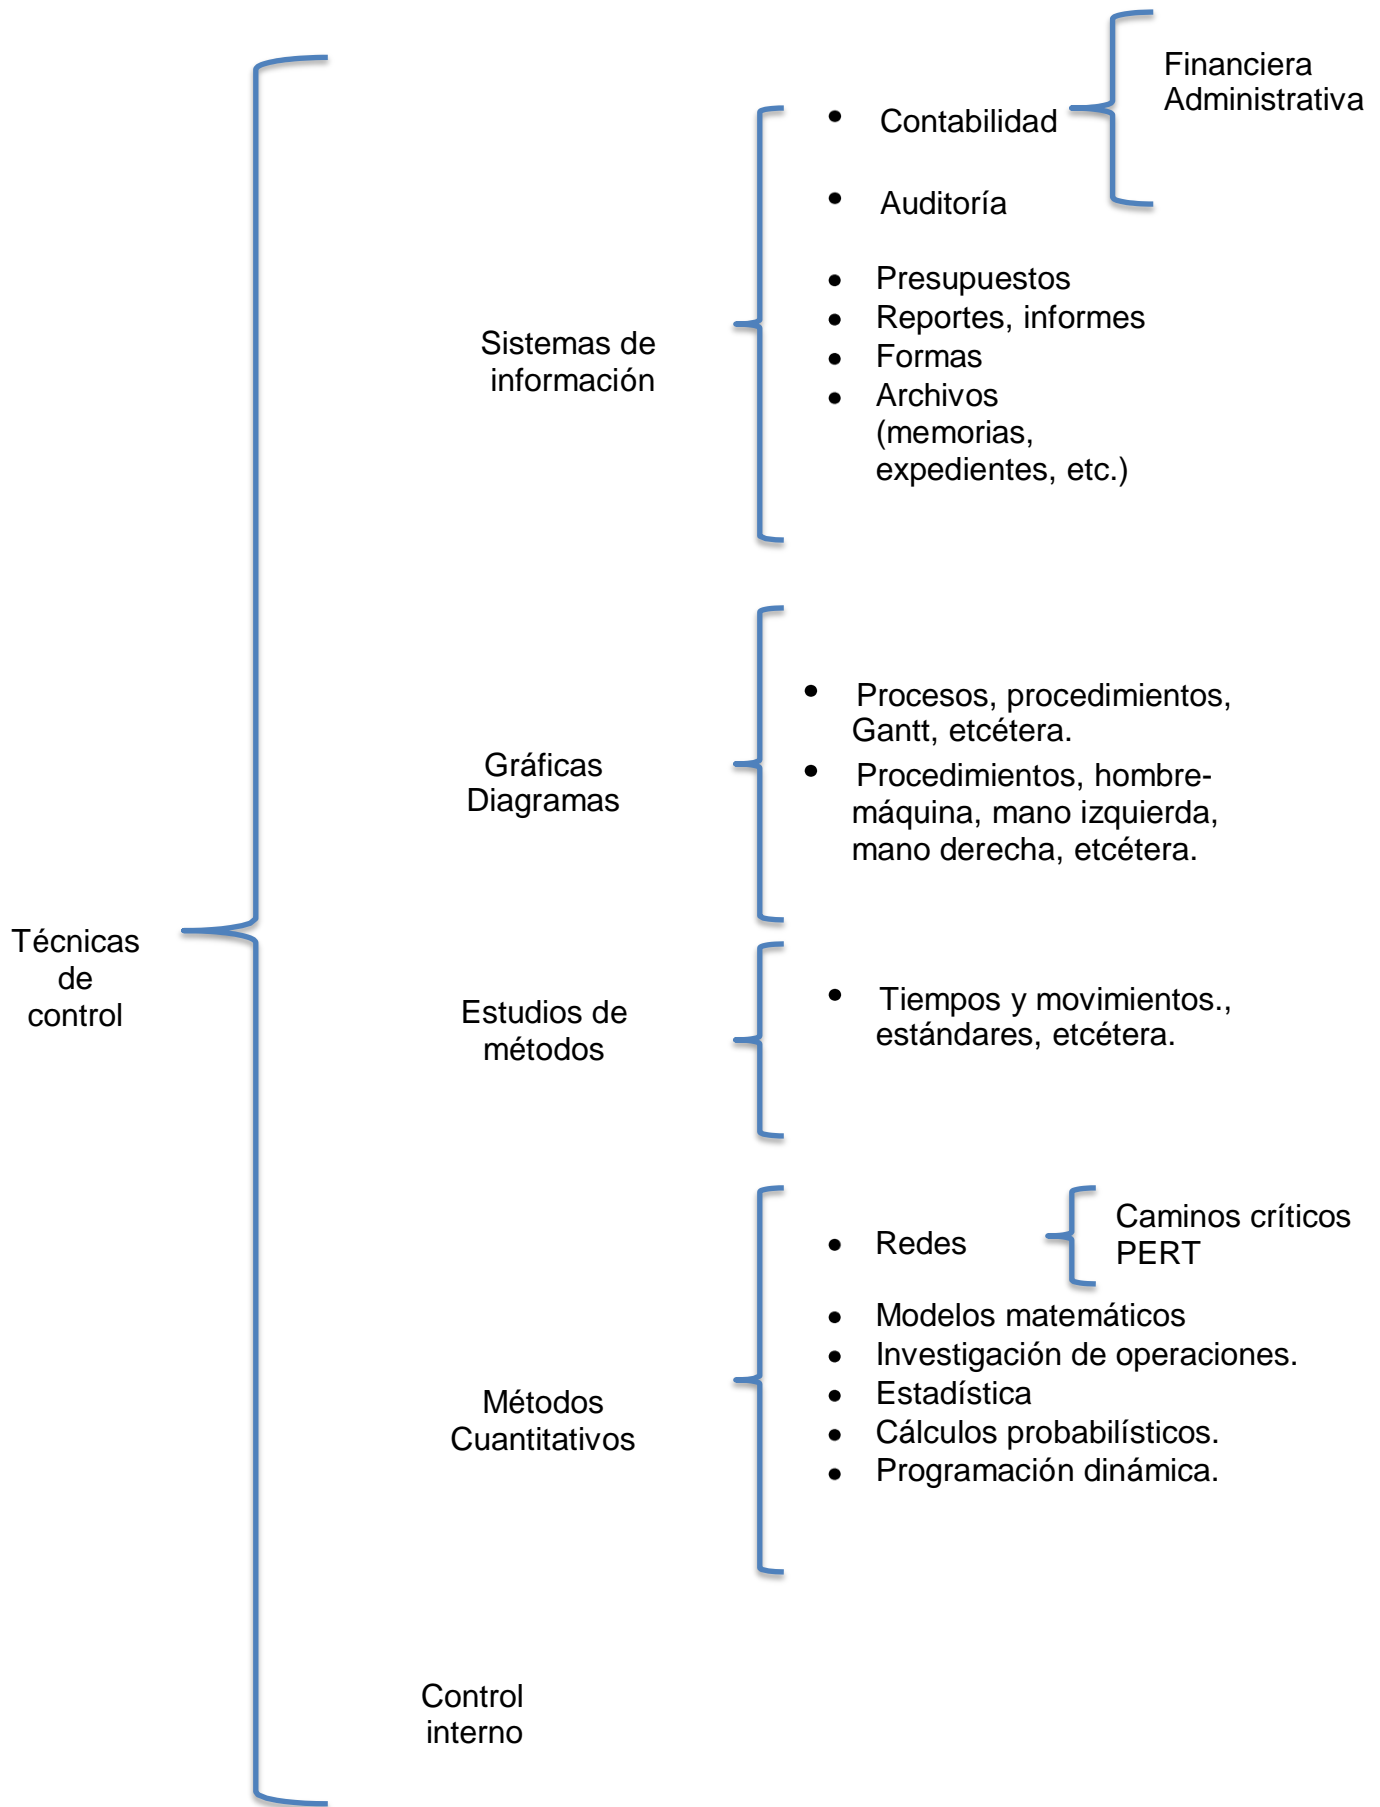 Técnicas
de
control
Sistemas de
información
• Contabilidad
Financiera
Administrativa
• Auditoría
• Presupuestos
• Reportes, informes
• Formas
• Archivos
(memorias,
expedientes, etc.)
Gráficas
Diagramas
• Procesos, procedimientos,
Gantt, etcétera.
• Procedimientos, hombre-
máquina, mano izquierda,
mano derecha, etcétera.
Estudios de
métodos
• Tiempos y movimientos.,
estándares, etcétera.
Métodos
Cuantitativos
• Redes
Caminos críticos
PERT
• Modelos matemáticos
• Investigación de operaciones.
• Estadística
• Cálculos probabilísticos.
• Programación dinámica.
Control
interno